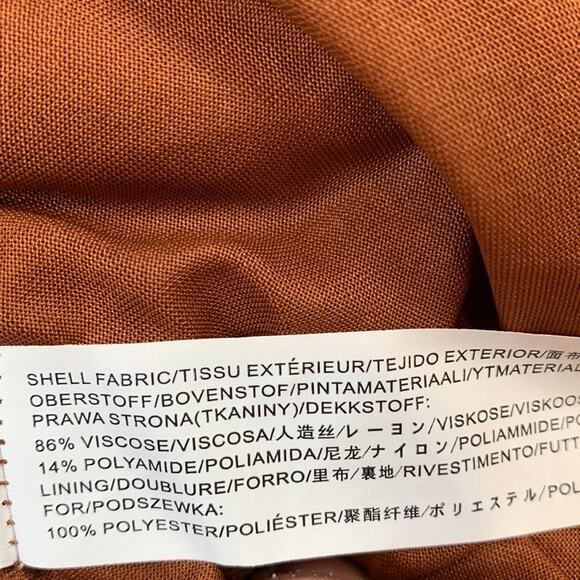 SHELL FABRIC/TISSU EXTÉRIEUR/TEJIDO EXTERIOR/面布
OBERSTOFF/BOVENSTOF/PINTAMATERIAALI/YTMATERIAL
PRAWA STRONA(TKANINY)/DEKKSTOFF:
86% VISCOSE/VISCOSA/人造丝/レーヨン/VISKOSE/VISKOOS
14% POLYAMIDE/POLIAMIDA/尼龙/ナイロン/POLIAMMIDE/PO
LINING/DOUBLURE/FORRO/里布/裏地/RIVESTIMENTO/FUTT
FOR/PODSZEWKA:
100% POLYESTER/POLIÉSTER/聚酯纤维/ポリエステル/POL